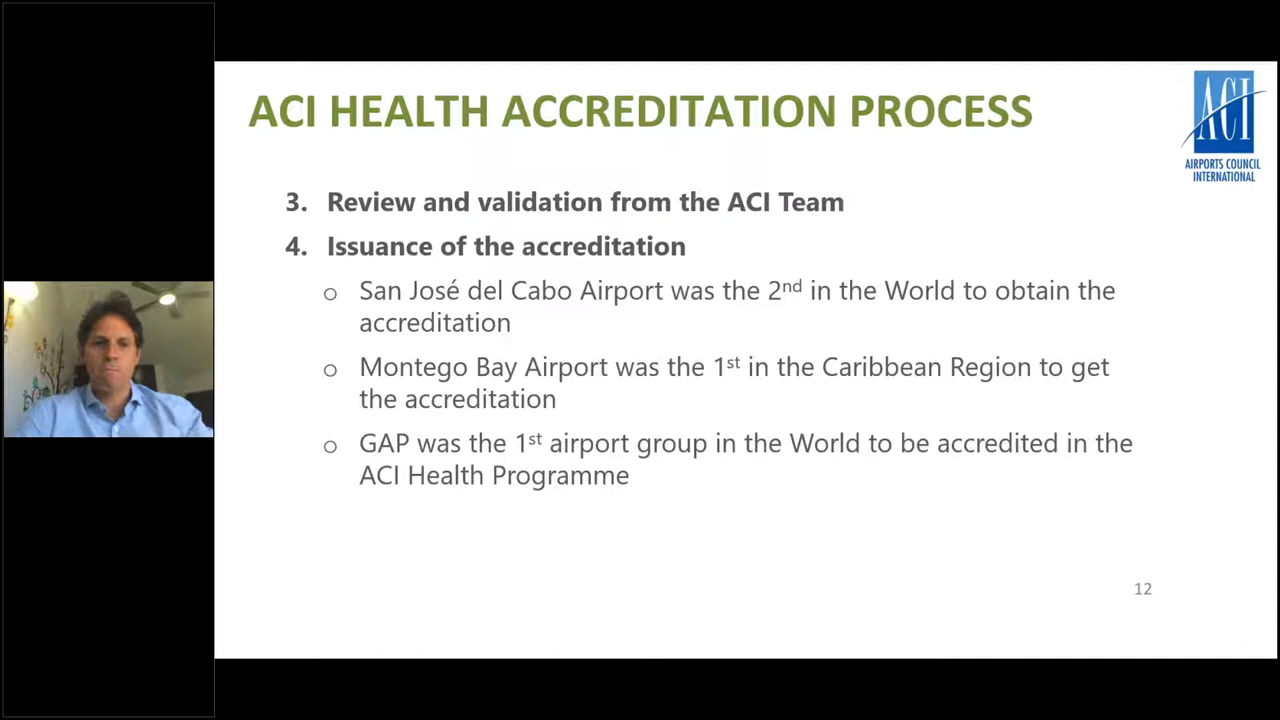 ACI HEALTH ACCREDITATION PROCESS
ACI
AIRPORTS COUNCIL
INTERNATIONAL
3. Review and validation from the ACI Team
4. Issuance of the accreditation
o San José del Cabo Airport was the 2nd in the World to obtain the
accreditation
o Montego Bay Airport was the 1st in the Caribbean Region to get
the accreditation
o GAP was the 1st airport group in the World to be accredited in the
ACI Health Programme
12